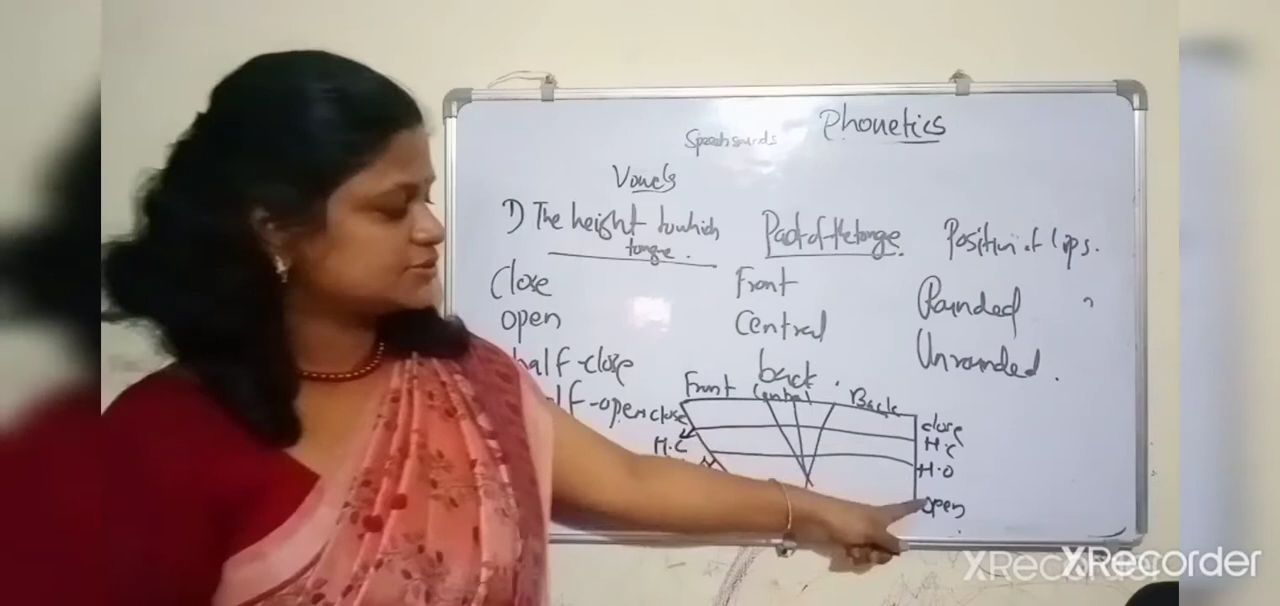 Phonetics
Speech sounds
Vowels
1) The height to which tongue.
Part of the tongue.
Position of lips.
Close
Front
Rounded
open
Central
Unrounded.
half-close
back.
Front
Central
Back
close
close
H.C
H.C
H.O
open
XRecorder
XRecorder